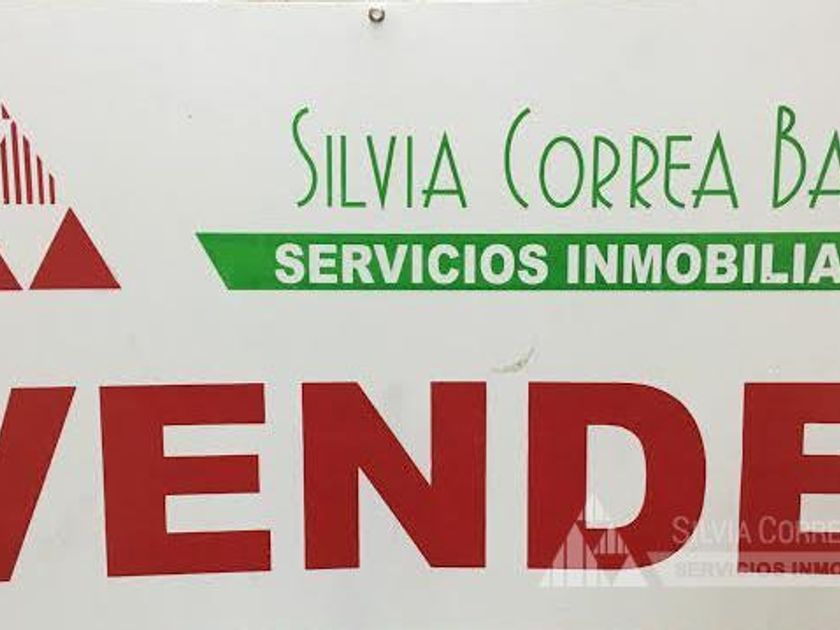 SILVIA CORREA BA
SERVICIOS INMOBILIA
VENDE
SILVIA CORRE
SERVICIOS INMO